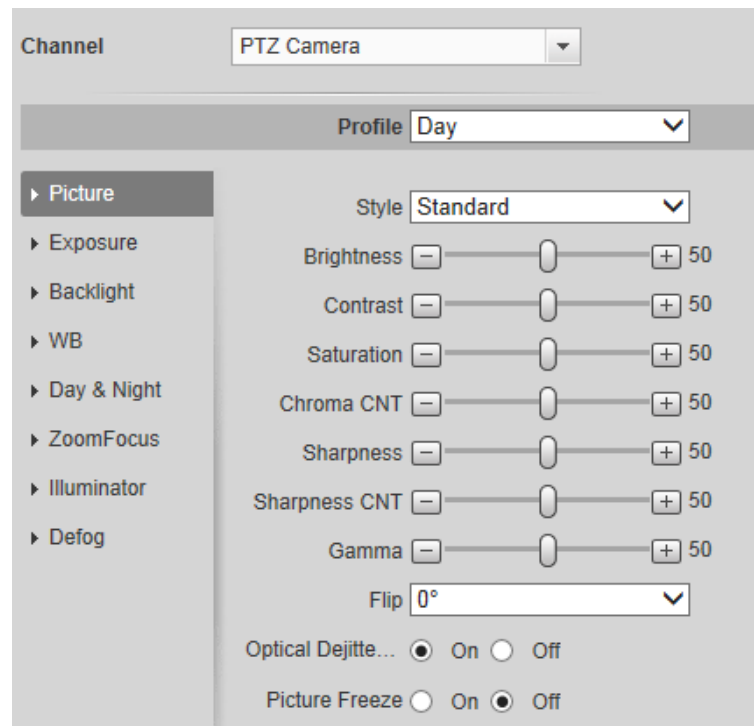 Channel PTZ Camera
Profile Day
Picture
Style Standard
Exposure
Brightness 50
Backlight
Contrast 50
WB
Saturation 50
Day & Night
Chroma CNT 50
ZoomFocus
Sharpness 50
Illuminator
Sharpness CNT 50
Defog
Gamma 50
Flip 0°
Optical Dejitte... On Off
Picture Freeze On Off